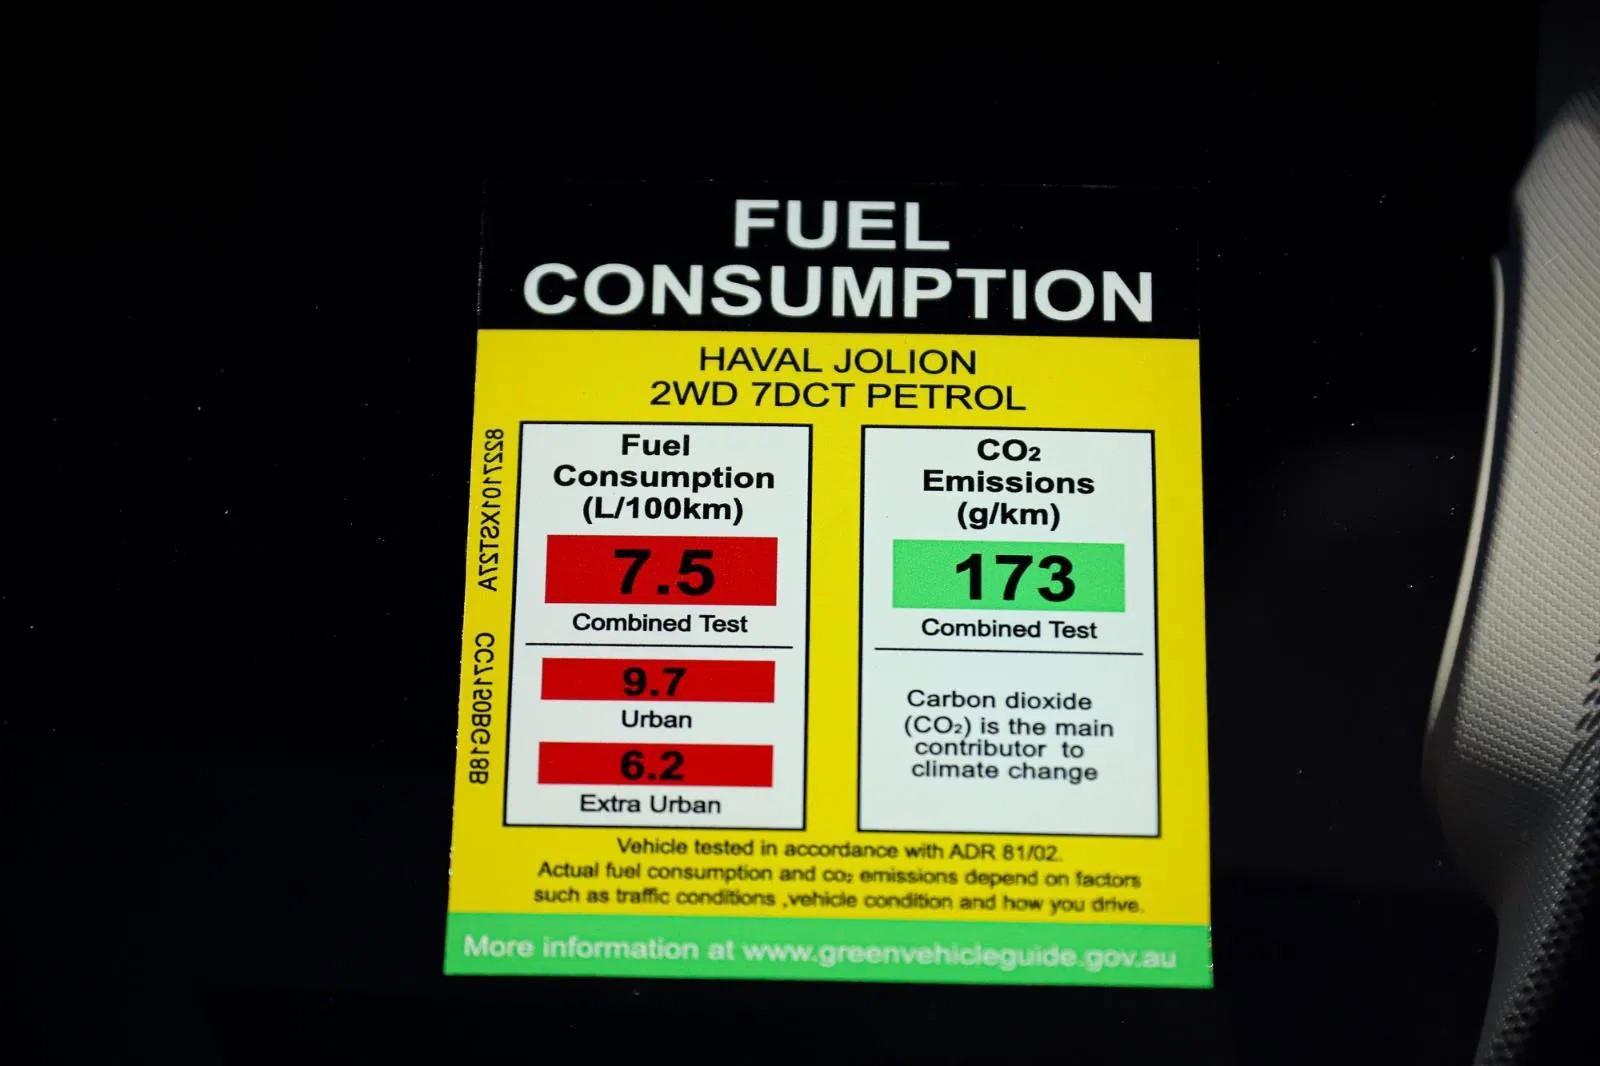 FUEL
CONSUMPTION
HAVAL JOLION
2WD 7DCT PETROL
8227101XST27A
CC7150BG18B
Fuel
Consumption
(L/100km)
7.5
Combined Test
9.7
Urban
6.2
Extra Urban
CO₂
Emissions
(g/km)
173
Combined Test
Carbon dioxide
(CO₂) is the main
contributor to
climate change
Vehicle tested in accordance with ADR 81/02.
Actual fuel consumption and co₂ emissions depend on factors
such as traffic conditions ,vehicle condition and how you drive.
More information at www.greenvehicleguide.gov.au